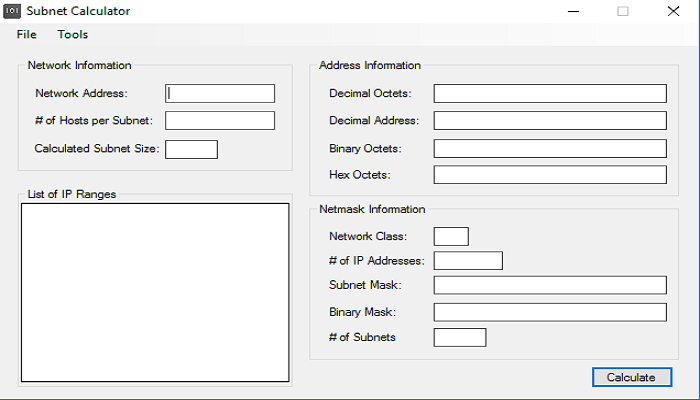 Subnet Calculator
File Tools
Network Information
Network Address:
# of Hosts per Subnet:
Calculated Subnet Size:
List of IP Ranges
Address Information
Decimal Octets:
Decimal Address:
Binary Octets:
Hex Octets:
Netmask Information
Network Class:
# of IP Addresses:
Subnet Mask:
Binary Mask:
# of Subnets
Calculate